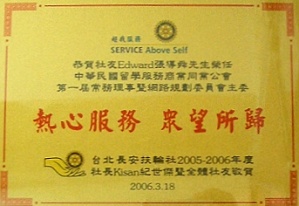 超我服務
SERVICE Above Self
恭賀社友Edward張得舜先生榮任
中華民國留學服務商業同業公會
第一屆常務理事暨網路規劃委員會主委
熱心服務 眾望所歸
台北長安扶輪社2005-2006年度
社長Kisan紀世傑暨全體社友敬賀
2006.3.18